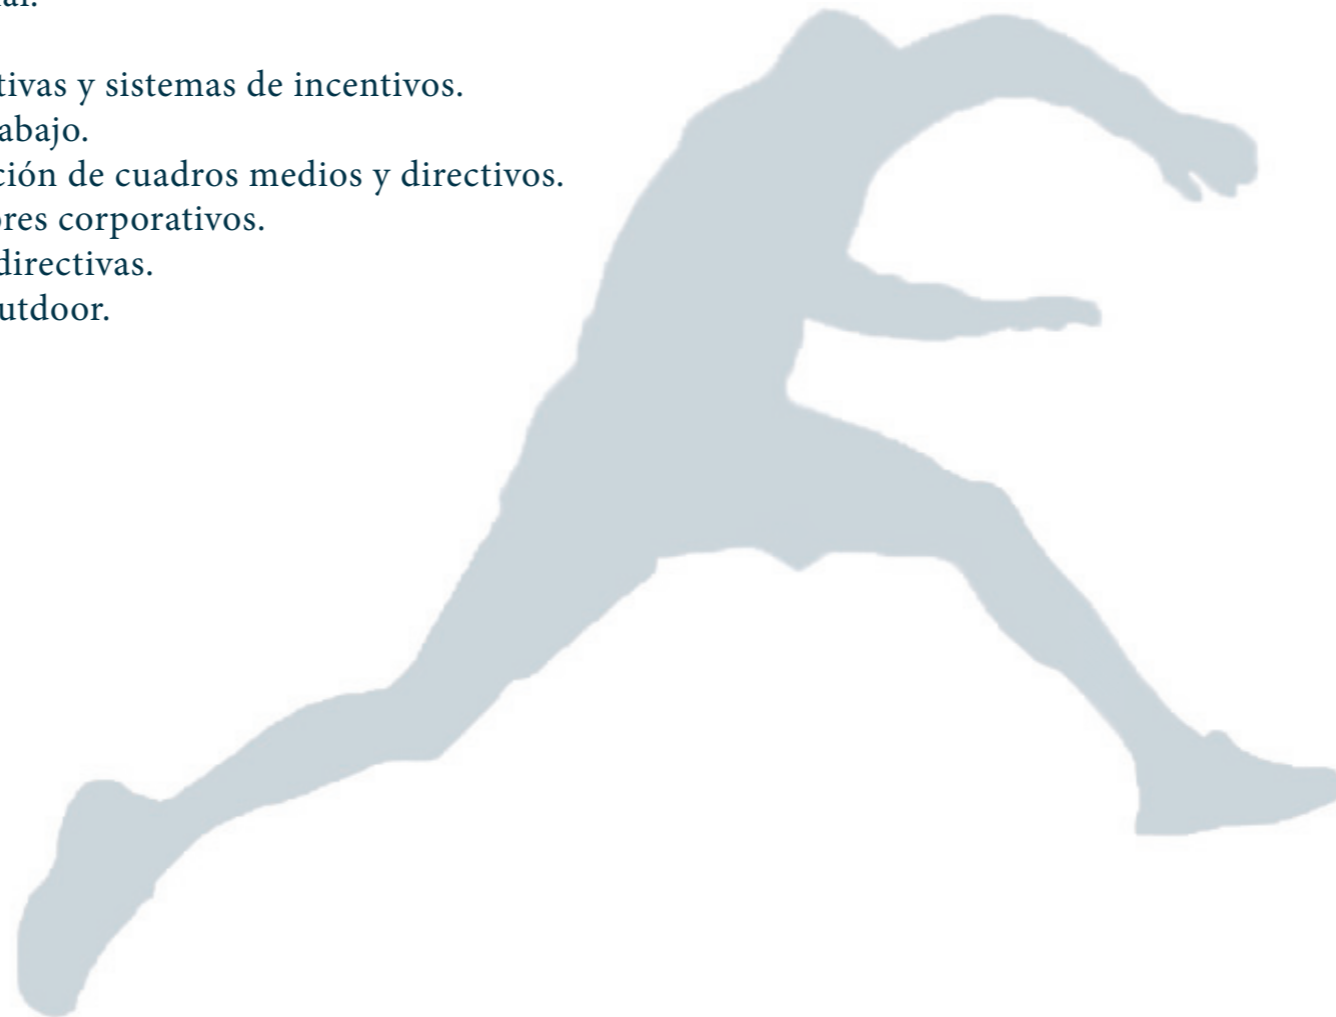 tivas y sistemas de incentivos.
abajo.
ción de cuadros medios y directivos.
ores corporativos.
directivas.
utdoor.